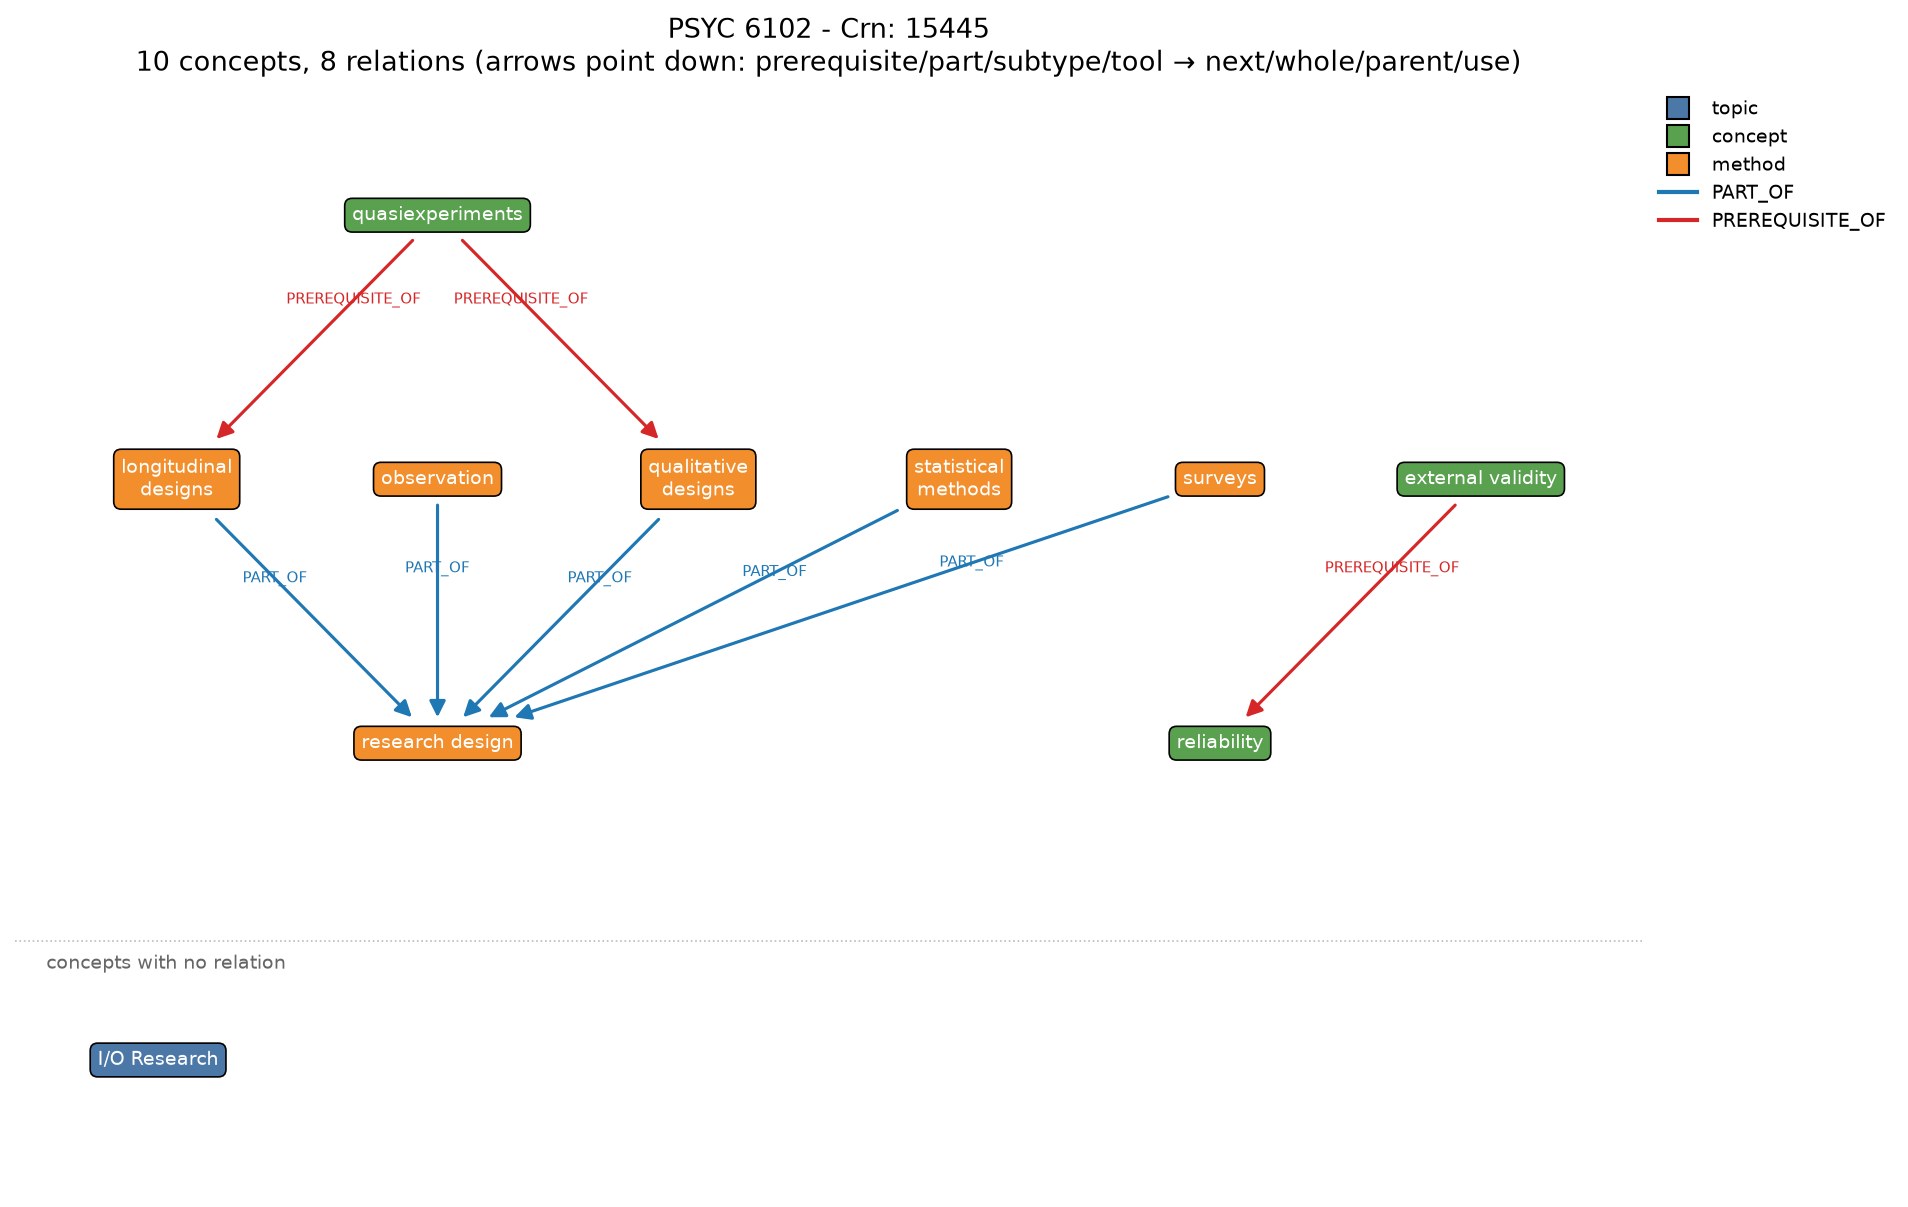 PSYC 6102 - Crn: 15445
10 concepts, 8 relations (arrows point down: prerequisite/part/subtype/tool → next/whole/parent/use)
topic
concept
method
PART_OF
PREREQUISITE_OF
quasiexperiments
PREREQUISITE_OF
PREREQUISITE_OF
longitudinal
designs
observation
qualitative
designs
statistical
methods
surveys
external validity
PART_OF
PART_OF
PART_OF
PART_OF
PART_OF
PREREQUISITE_OF
research design
reliability
concepts with no relation
I/O Research